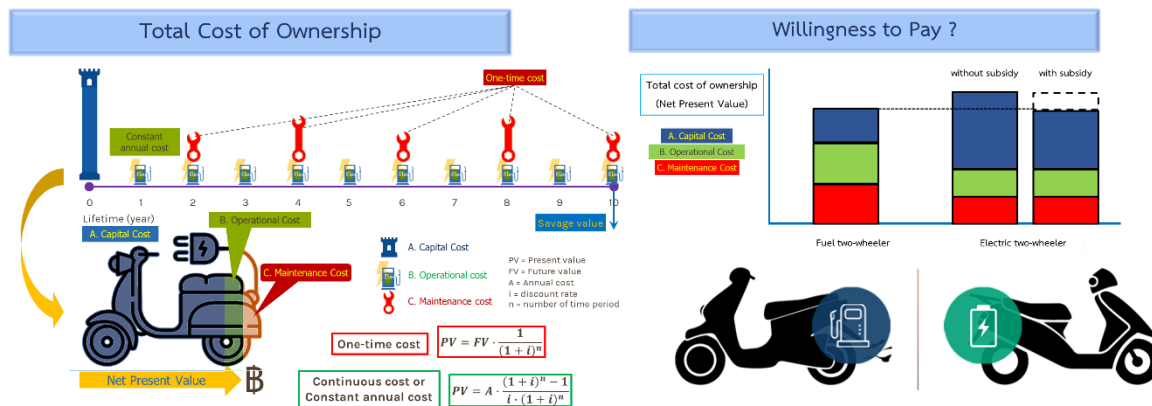 Total Cost of Ownership
One-time cost
Constant
annual cost
0 1 2 3 4 5 6 7 8 9 10
Lifetime (year)
A. Capital Cost
B. Operational Cost
Savage value
C. Maintenance Cost
A. Capital Cost
B. Operational cost
C. Maintenance cost
PV = Present value
FV = Future value
A = Annual cost
i = discount rate
n = number of time period
One-time cost
PV = FV · 1 / (1 + i)^n
Continuous cost or
Constant annual cost
PV = A · (1 + i)^n − 1 / i · (1 + i)^n
Net Present Value
฿
Willingness to Pay ?
Total cost of ownership
(Net Present Value)
without subsidy
with subsidy
A. Capital Cost
B. Operational Cost
C. Maintenance Cost
Fuel two-wheeler
Electric two-wheeler